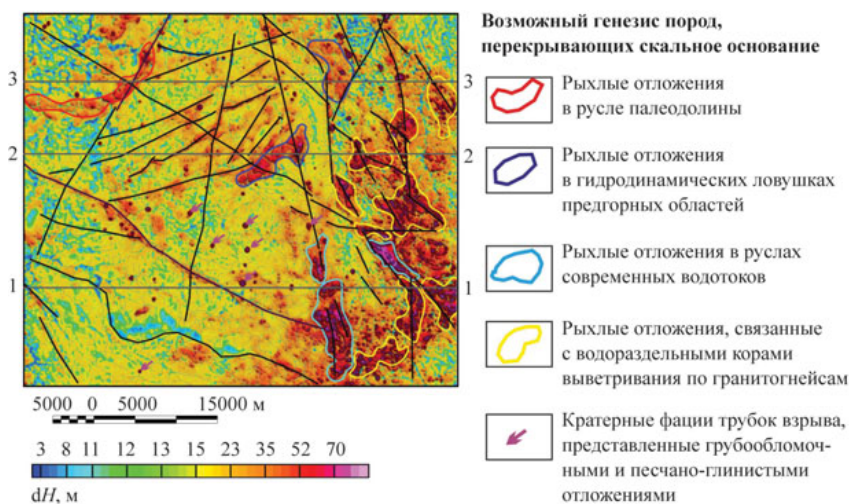 Возможный генезис пород,
перекрывающих скальное основание
3
3
2
2
1
1
Рыхлые отложения
в русле палеодолины
Рыхлые отложения
в гидродинамических ловушках
предгорных областей
Рыхлые отложения в руслах
современных водотоков
Рыхлые отложения, связанные
с водораздельными корами
выветривания по гранитогнейсам
Кратерные фации трубок взрыва,
представленные грубообломоч-
ными и песчано-глинистыми
отложениями
5000 0 5000 15000 м
3 8 11 12 13 15 23 35 52 70
dH, м